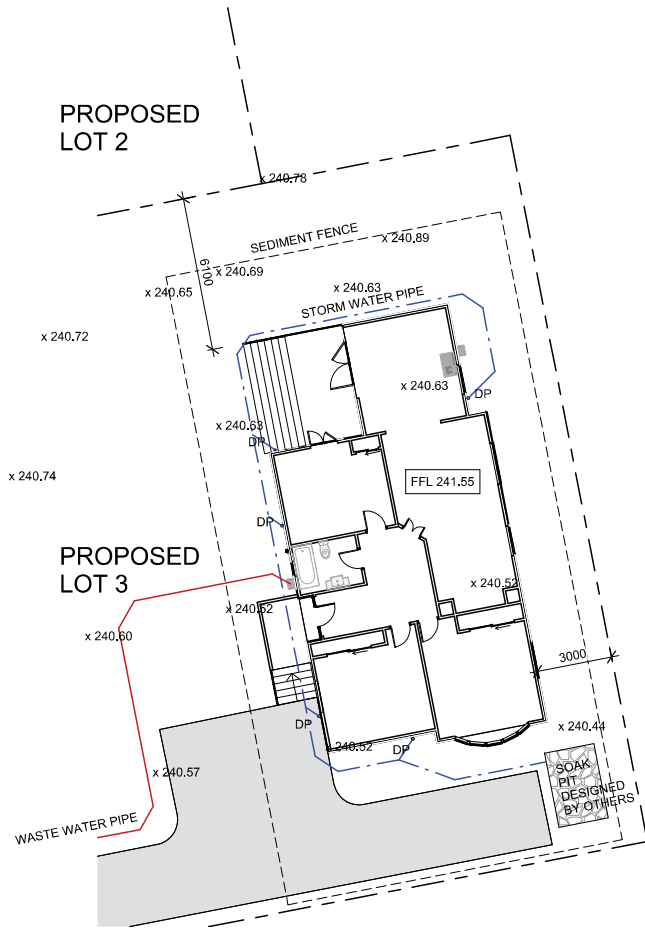 PROPOSED
LOT 2
x 240.78
SEDIMENT FENCE
x 240.89
6100
x 240.69
x 240.63
x 240.65
STORM WATER PIPE
x 240.72
x 240.63
DP
x 240.63
DP
x 240.74
FFL 241.55
DP
PROPOSED
LOT 3
x 240.52
x 240.52
x 240.60
3000
DP
x 240.44
240.52
DP
x 240.57
SOAK
PIT
DESIGNED
BY OTHERS
WASTE WATER PIPE